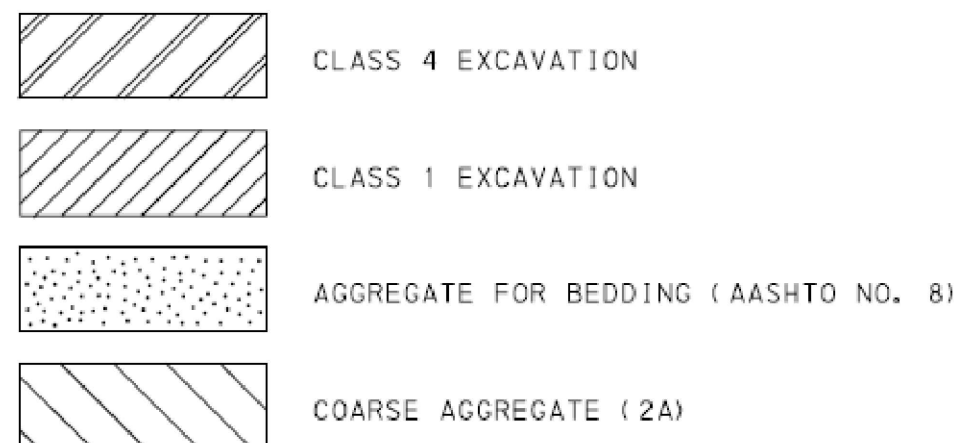 CLASS 4 EXCAVATION
CLASS 1 EXCAVATION
AGGREGATE FOR BEDDING (AASHTO NO. 8)
COARSE AGGREGATE (2A)